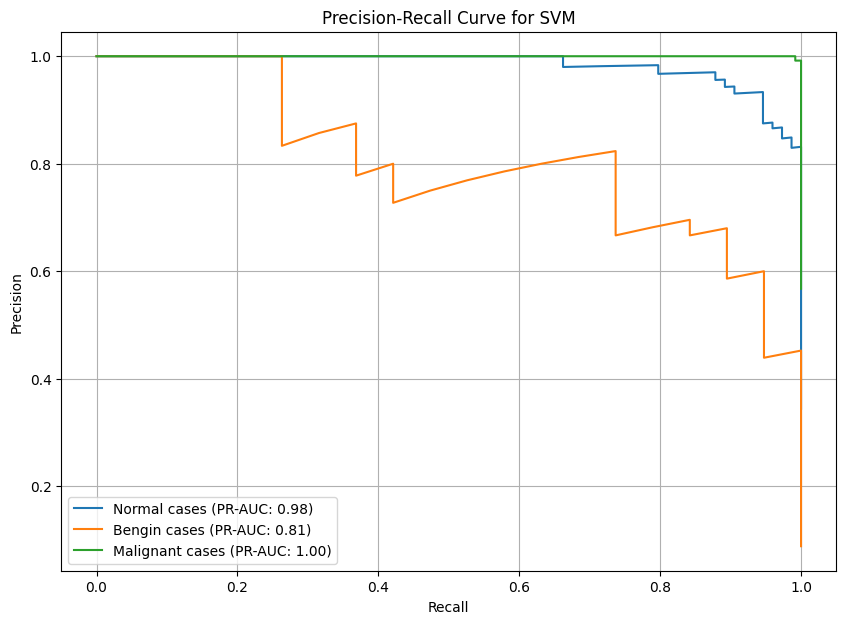 Precision-Recall Curve for SVM
Precision
1.0
0.8
0.6
0.4
0.2
Normal cases (PR-AUC: 0.98)
Bengin cases (PR-AUC: 0.81)
Malignant cases (PR-AUC: 1.00)
0.0 0.2 0.4 0.6 0.8 1.0
Recall